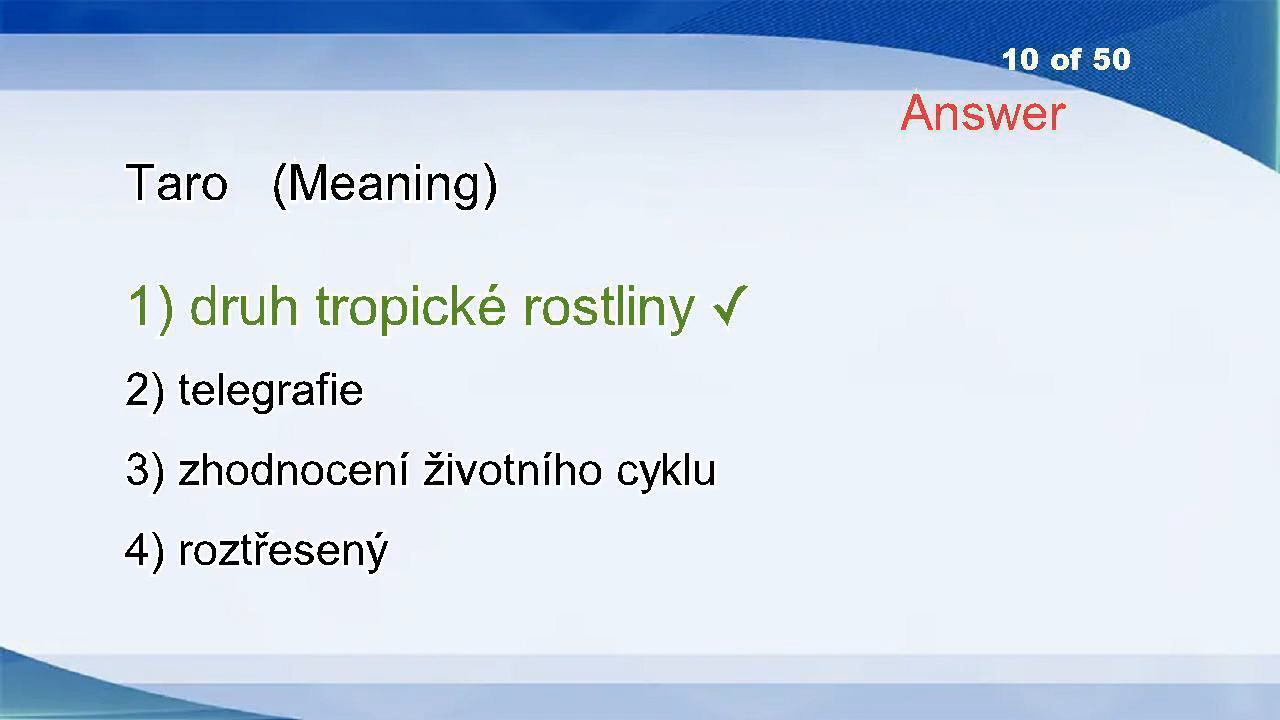 10 of 50
Answer
Taro (Meaning)
1) druh tropické rostliny ✓
2) telegrafie
3) zhodnocení životního cyklu
4) roztřesený